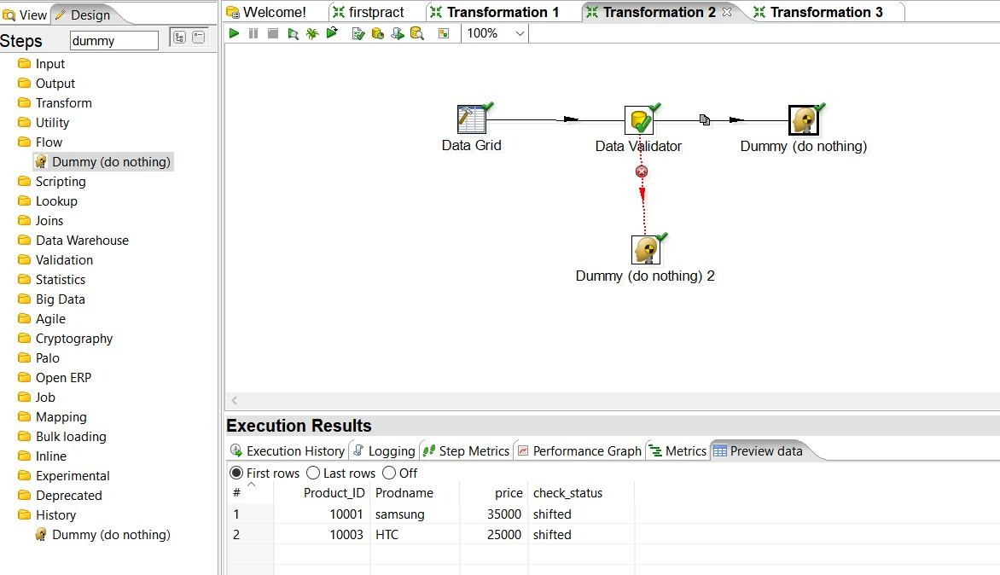 View Design
Steps dummy
Input
Output
Transform
Utility
Flow
Dummy (do nothing)
Scripting
Lookup
Joins
Data Warehouse
Validation
Statistics
Big Data
Agile
Cryptography
Palo
Open ERP
Job
Mapping
Bulk loading
Inline
Experimental
Deprecated
History
Dummy (do nothing)
Welcome! firstpract Transformation 1 Transformation 2 Transformation 3
100%
Data Grid Data Validator Dummy (do nothing)
Dummy (do nothing) 2
Execution Results
Execution History Logging Step Metrics Performance Graph Metrics Preview data
First rows Last rows Off
# Product_ID Prodname price check_status
1 10001 samsung 35000 shifted
2 10003 HTC 25000 shifted